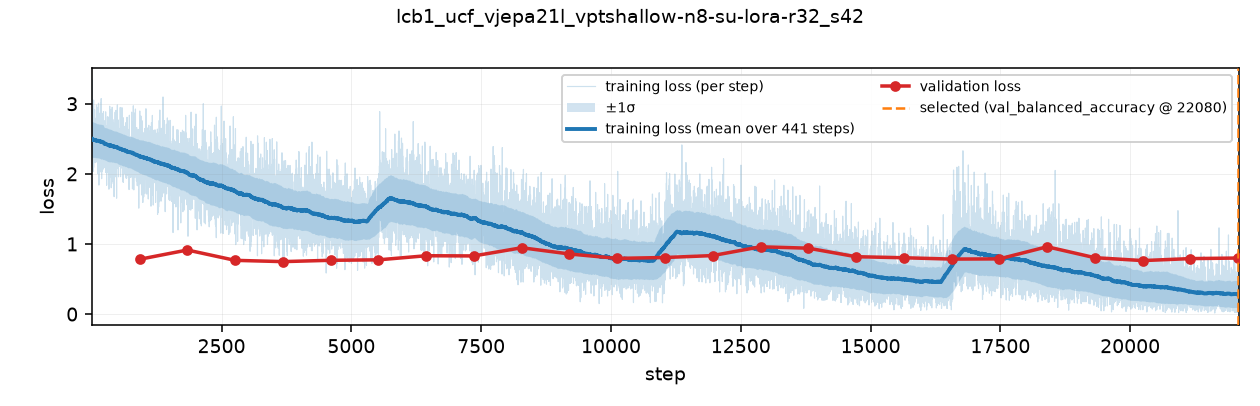 lcb1_ucf_vjepa21l_vptshallow-n8-su-lora-r32_s42
training loss (per step)
±1σ
training loss (mean over 441 steps)
validation loss
selected (val_balanced_accuracy @ 22080)
loss
3
2
1
0
2500 5000 7500 10000 12500 15000 17500 20000
step